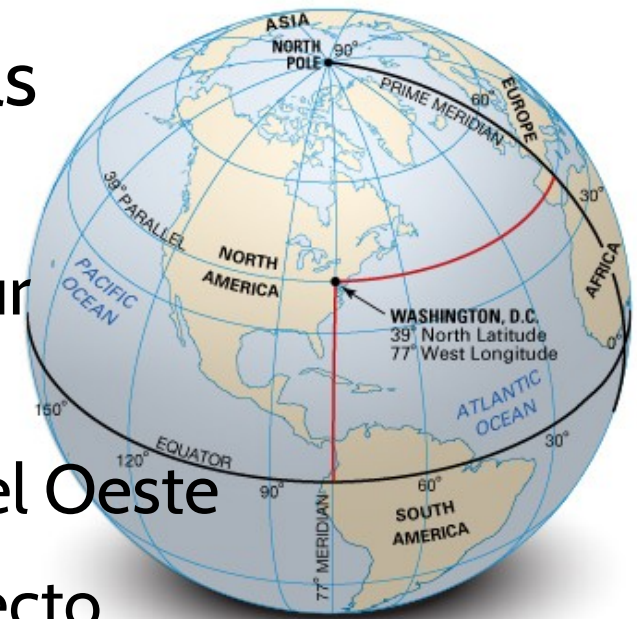 ASIA
NORTH
POLE
90°
PRIME MERIDIAN
60°
EUROPE
30°
39° PARALLEL
NORTH
AMERICA
AFRICA
PACIFIC
OCEAN
WASHINGTON, D.C.
39° North Latitude
77° West Longitude
0°
ATLANTIC
OCEAN
150°
EQUATOR
120°
90°
60°
30°
el Oeste
77° MERIDIAN
SOUTH
AMERICA